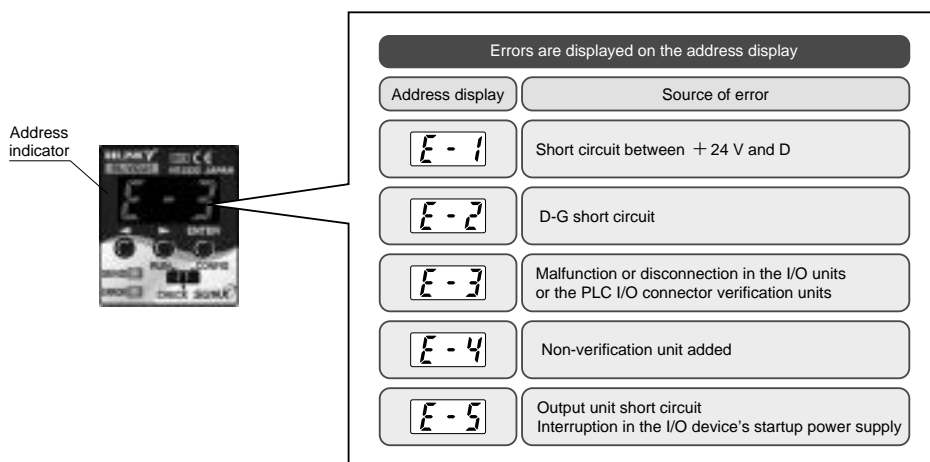 Errors are displayed on the address display
Address display
Source of error
Address
indicator
E - 1
Short circuit between +24 V and D
E - 2
D-G short circuit
E - 3
Malfunction or disconnection in the I/O units
or the PLC I/O connector verification units
E - 4
Non-verification unit added
E - 5
Output unit short circuit
Interruption in the I/O device's startup power supply
E - 3
ENTER
RUN
CONFIG
CHECK